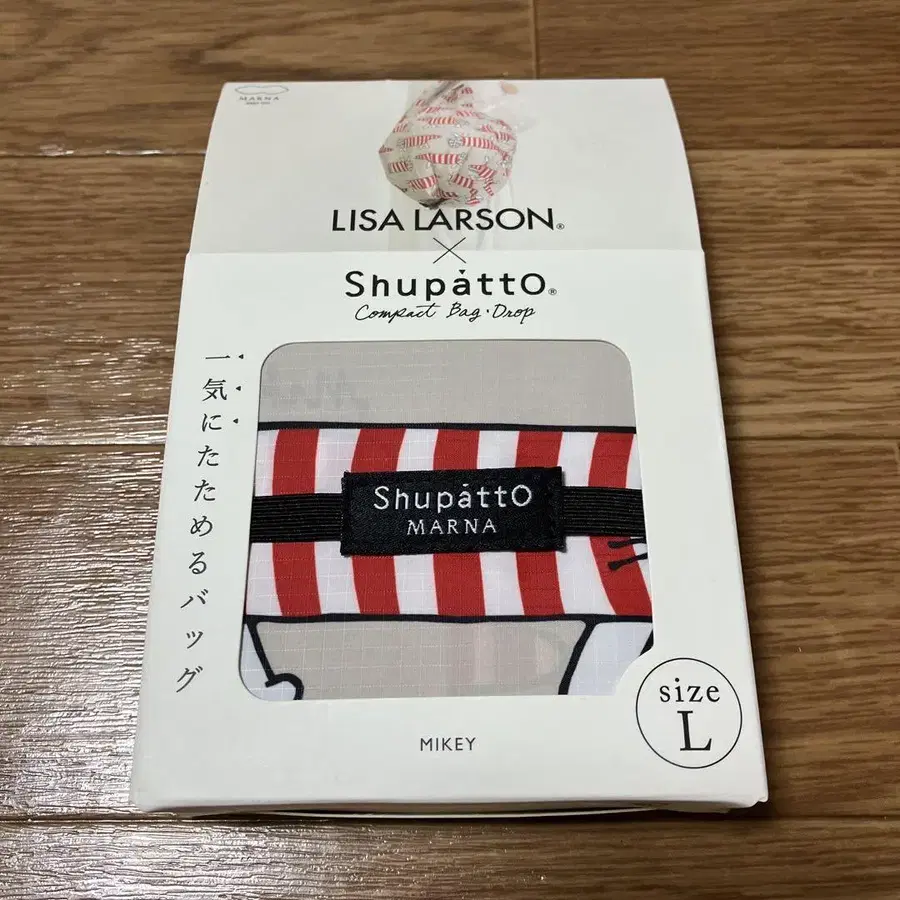 MARNA
LISA LARSON®
×
Shupatto®
Compact Bag・Drop
一気にたためるバッグ
Shupatto
MARNA
MIKEY
size
L